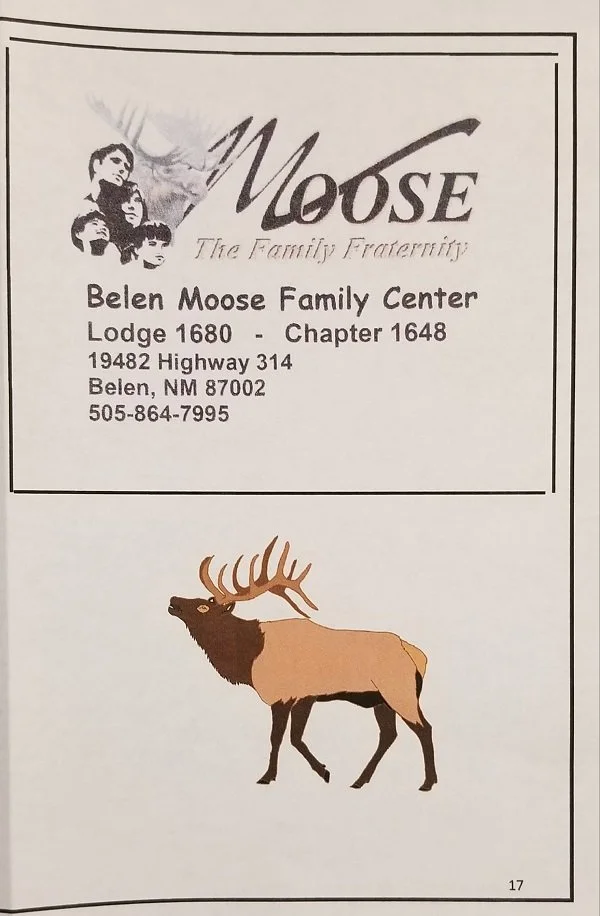 Moose
The Family Fraternity
Belen Moose Family Center
Lodge 1680 - Chapter 1648
19482 Highway 314
Belen, NM 87002
505-864-7995
17